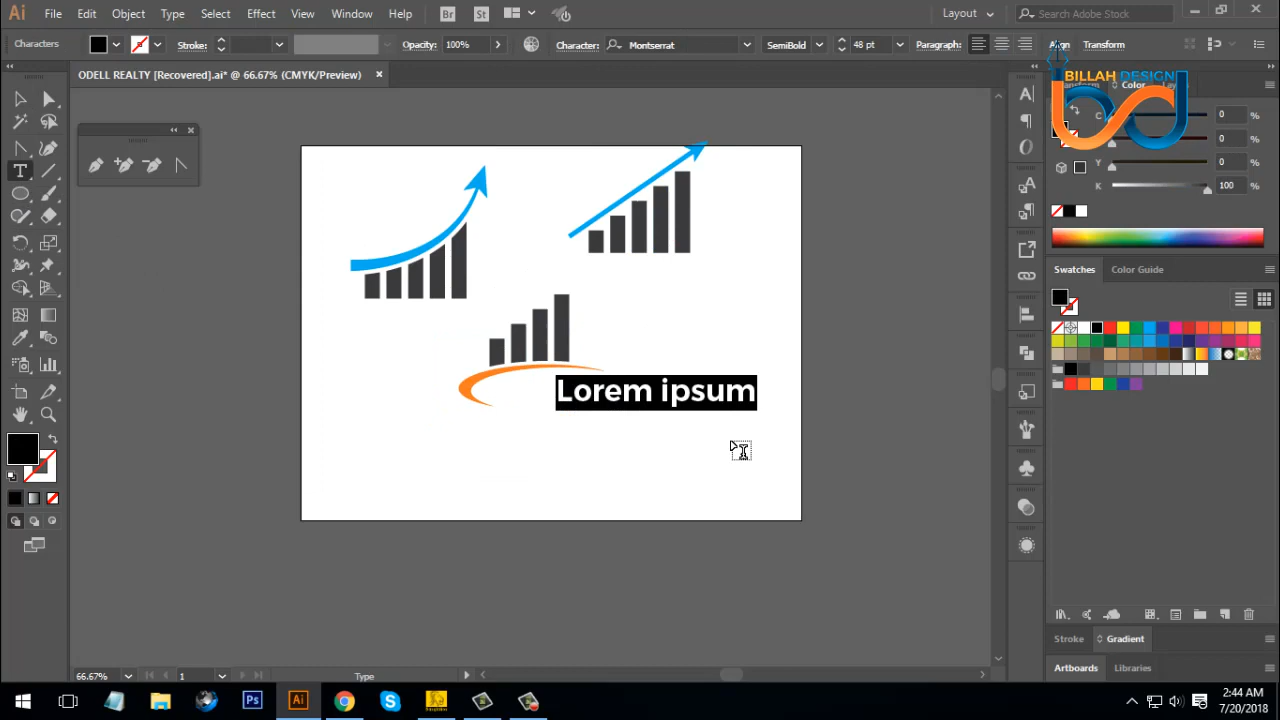 Ai File Edit Object Type Select Effect View Window Help Br St Layout Search Adobe Stock
Characters Stroke: Opacity: 100% Character: Montserrat SemiBold 48 pt Paragraph: Align Transform
ODELL REALTY [Recovered].ai* @ 66.67% (CMYK/Preview)
BILLAH DESIGN
Color
C 0 %
0 %
Y 0 %
K 100 %
Swatches Color Guide
Lorem ipsum
Stroke Gradient
Artboards Libraries
66.67% 1 Type
Ps Ai
2:44 AM
7/20/2018